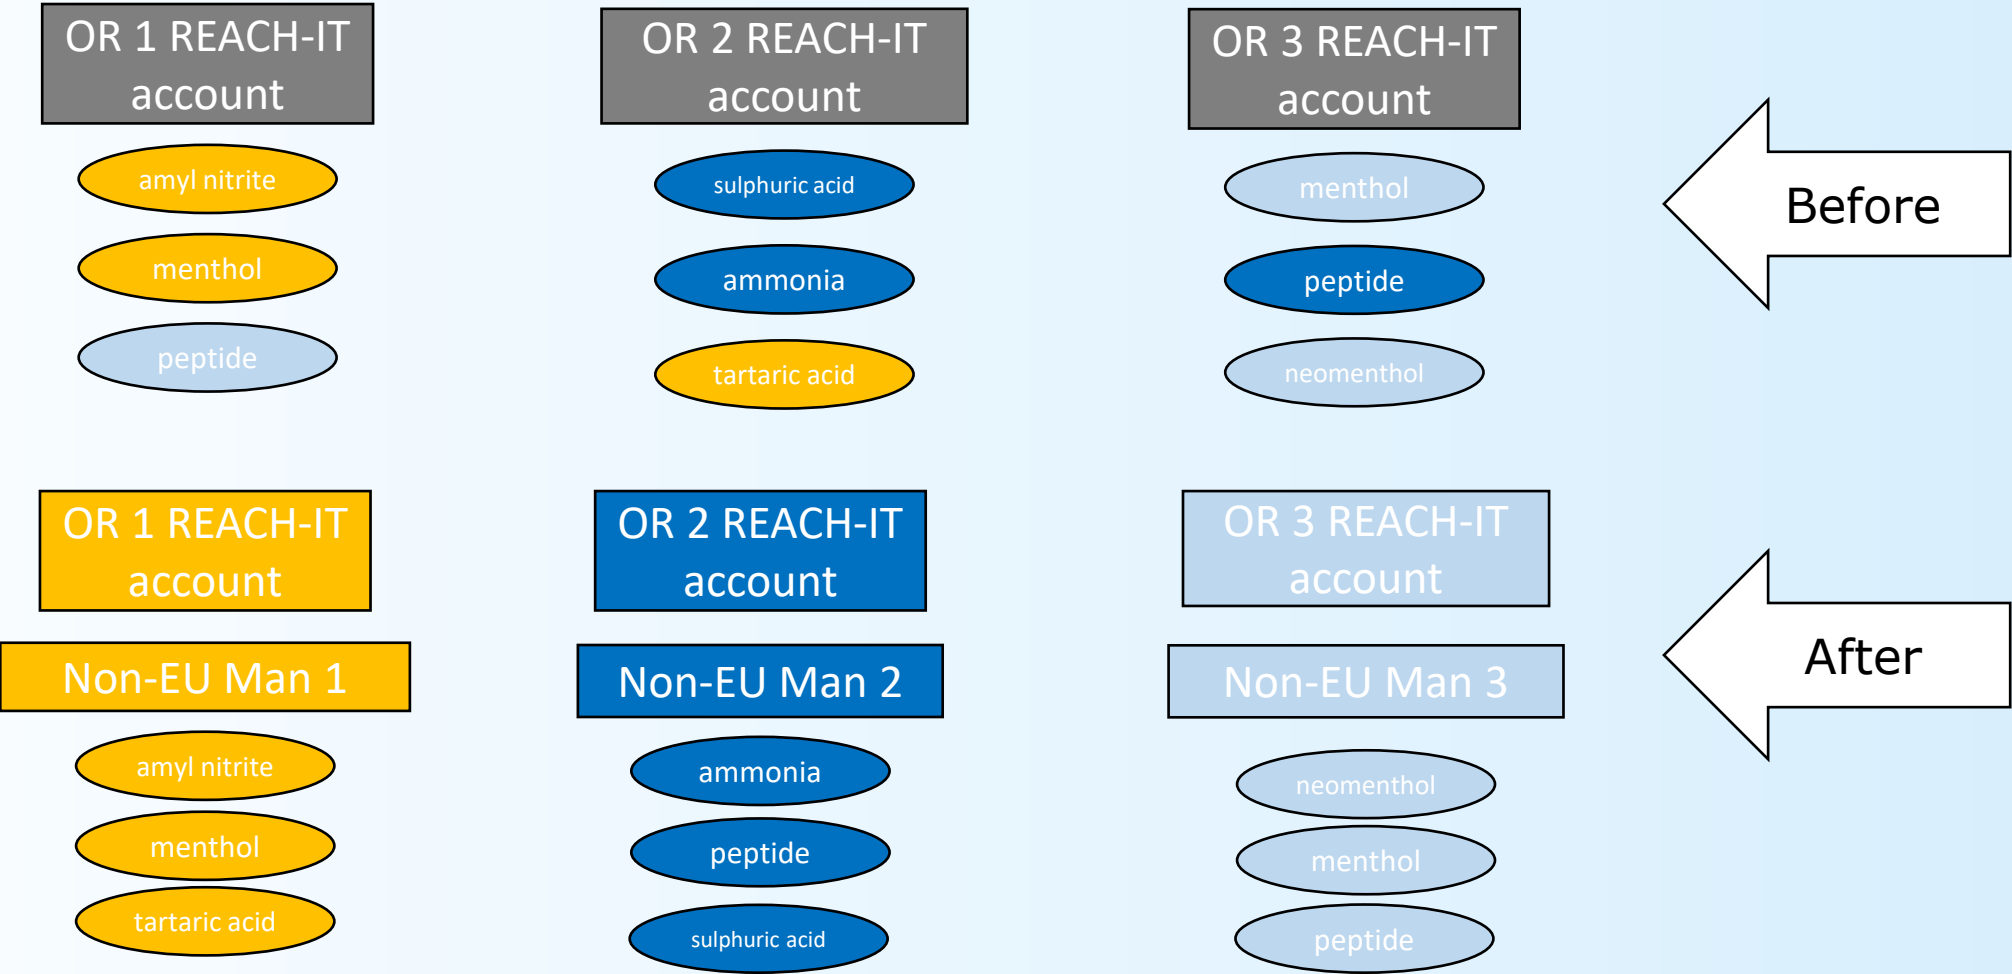 OR 1 REACH-IT
account
OR 2 REACH-IT
account
OR 3 REACH-IT
account
amyl nitrite
sulphuric acid
menthol
Before
menthol
ammonia
peptide
peptide
tartaric acid
neomenthol
OR 1 REACH-IT
account
OR 2 REACH-IT
account
OR 3 REACH-IT
account
Non-EU Man 1
Non-EU Man 2
Non-EU Man 3
After
amyl nitrite
ammonia
neomenthol
menthol
peptide
menthol
tartaric acid
sulphuric acid
peptide